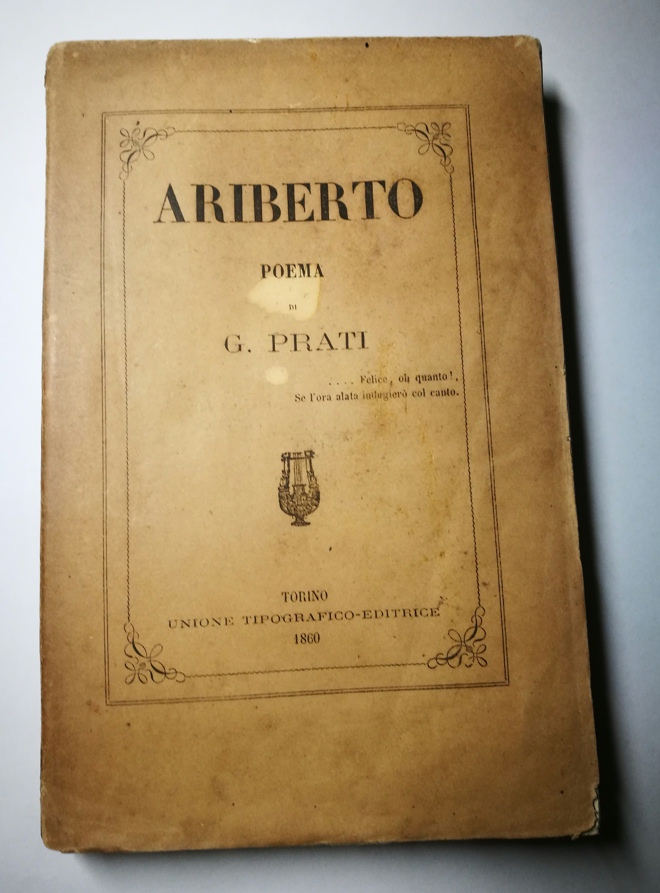 ARIBERTO
POEMA
DI
G. PRATI
.... Felice, oh quanto!,
Se l'ora alata indugierò col canto.
TORINO
UNIONE TIPOGRAFICO-EDITRICE
1860